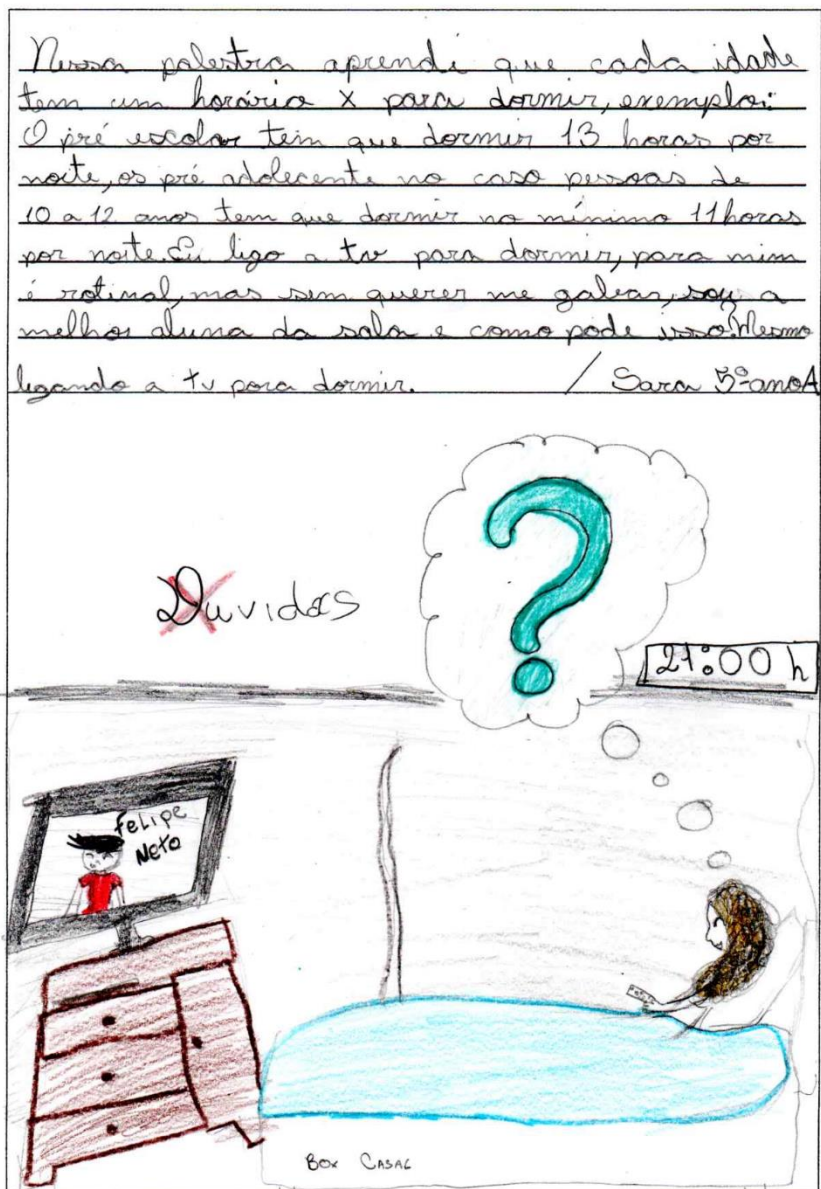 Nessa palestra aprendi que cada idade
tem um horário X para dormir, exemplo:
O pré escolar tem que dormir 13 horas por
noite, os pré adolecente no caso pessoas de
10 a 12 anos tem que dormir no mínimo 11 horas
por noite. Eu ligo a tv para dormir, para mim
é rotinal, mas sem querer me gabar, sou a
melhor aluna da sala e como pode isso? Mesmo
ligando a tv para dormir. / Sara 5º ano A
?
Duvidas
21:00 h
Felipe
Neto
Box Casal